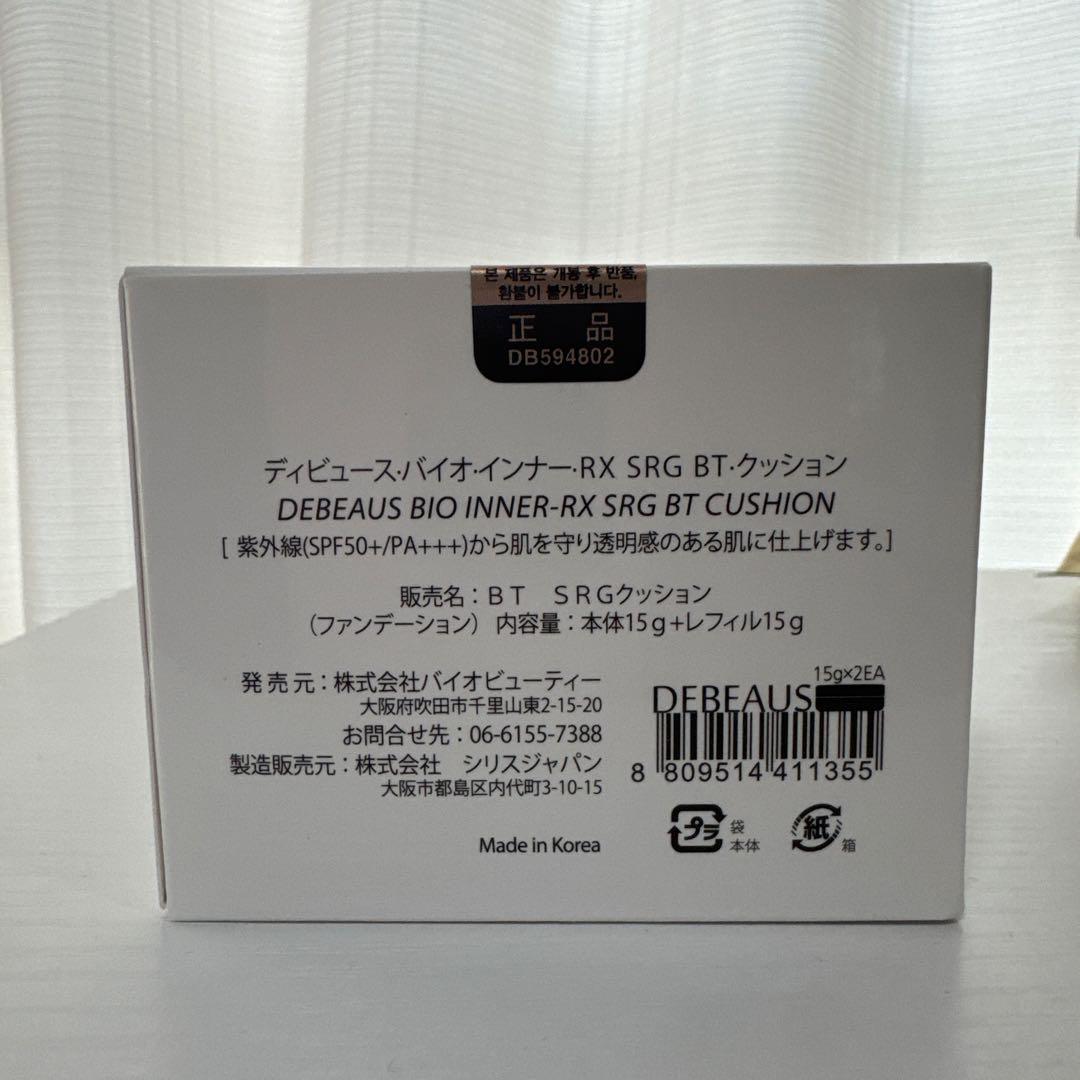 본 제품은 개봉 후 반품,
환불이 불가합니다.
正 品
DB594802
ディビュース・バイオ・インナー・RX SRG BT・クッション
DEBEAUS BIO INNER-RX SRG BT CUSHION
[ 紫外線(SPF50+/PA+++)から肌を守り透明感のある肌に仕上げます。]
販売名：ＢＴ　ＳＲＧクッション
（ファンデーション）内容量：本体15ｇ+レフィル15ｇ
発売元：株式会社バイオビューティー
大阪府吹田市千里山東2-15-20
お問合せ先：06-6155-7388
製造販売元：株式会社　シリスジャパン
大阪市都島区内代町3-10-15
Made in Korea
15g×2EA
DEBEAUS
8 809514 411355
プラ
袋
本体
紙
箱